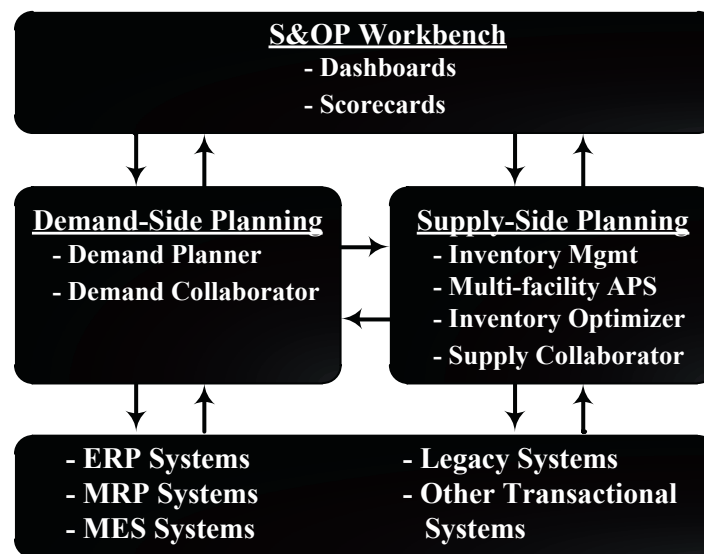 S&OP Workbench
- Dashboards
- Scorecards
Demand-Side Planning
- Demand Planner
- Demand Collaborator
Supply-Side Planning
- Inventory Mgmt
- Multi-facility APS
- Inventory Optimizer
- Supply Collaborator
- ERP Systems
- MRP Systems
- MES Systems
- Legacy Systems
- Other Transactional
Systems